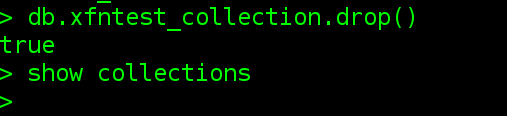 > db.xfntest_collection.drop()
true
> show collections
>